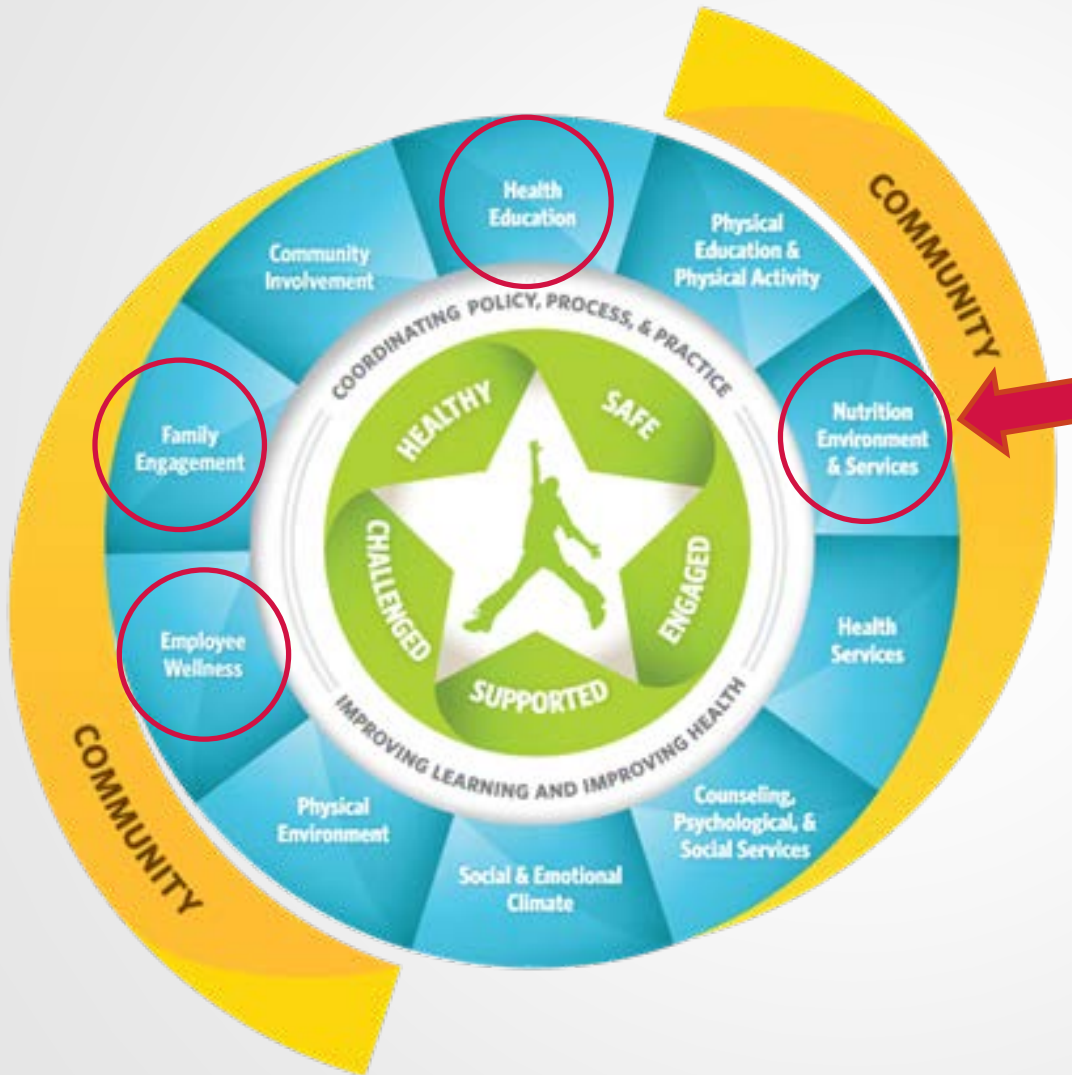 COMMUNITY
Health
Education
Physical
Education &
Physical Activity
Nutrition
Environment
& Services
Health
Services
Counseling,
Psychological, &
Social Services
Social & Emotional
Climate
Physical
Environment
Employee
Wellness
Family
Engagement
Community
Involvement
COORDINATING POLICY, PROCESS, & PRACTICE
IMPROVING LEARNING AND IMPROVING HEALTH
HEALTHY
SAFE
ENGAGED
SUPPORTED
CHALLENGED
COMMUNITY